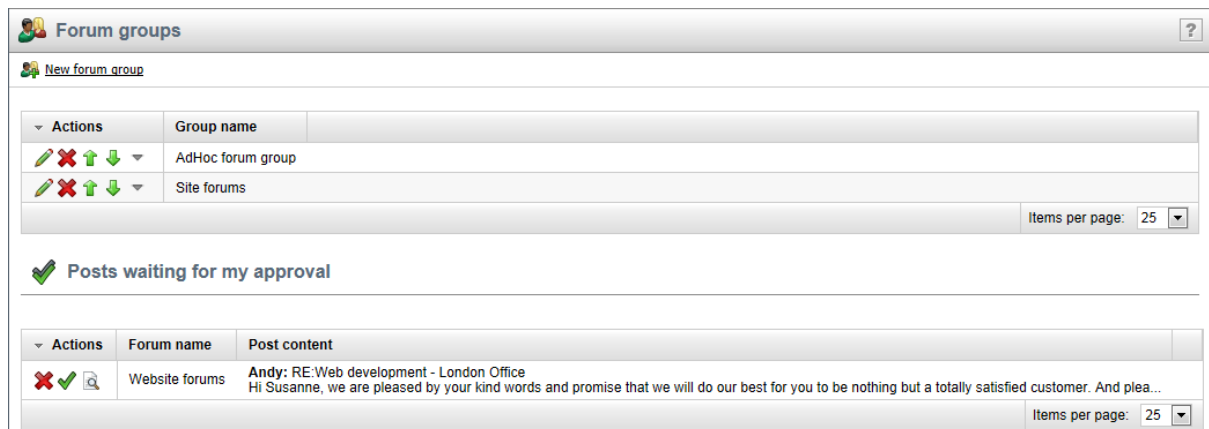 Forum groups
?
New forum group
Actions Group name
AdHoc forum group
Site forums
Items per page: 25
Posts waiting for my approval
Actions Forum name Post content
Website forums Andy: RE:Web development - London Office
Hi Susanne, we are pleased by your kind words and promise that we will do our best for you to be nothing but a totally satisfied customer. And plea...
Items per page: 25